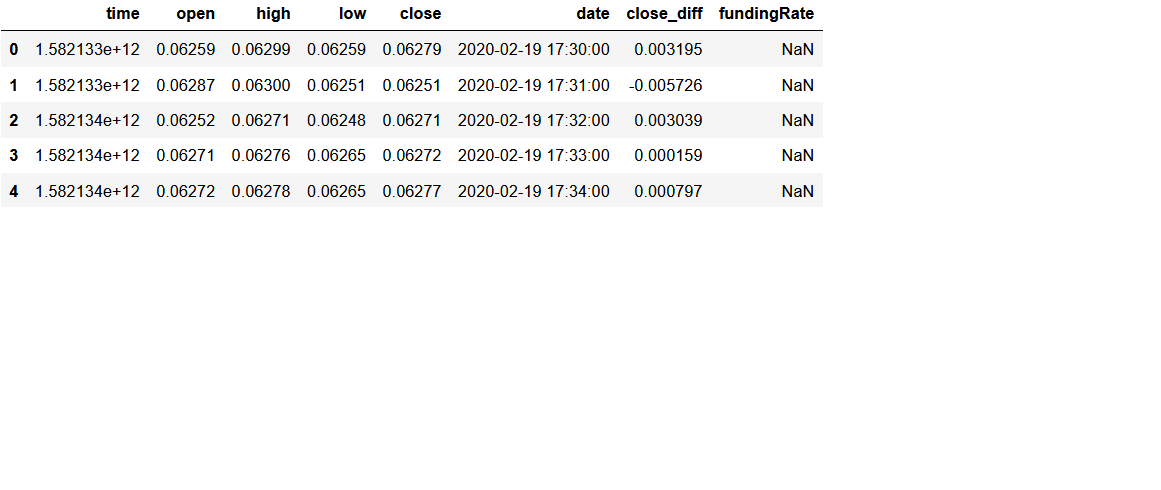 time open high low close date close_diff fundingRate
0 1.582133e+12 0.06259 0.06299 0.06259 0.06279 2020-02-19 17:30:00 0.003195 NaN
1 1.582133e+12 0.06287 0.06300 0.06251 0.06251 2020-02-19 17:31:00 -0.005726 NaN
2 1.582134e+12 0.06252 0.06271 0.06248 0.06271 2020-02-19 17:32:00 0.003039 NaN
3 1.582134e+12 0.06271 0.06276 0.06265 0.06272 2020-02-19 17:33:00 0.000159 NaN
4 1.582134e+12 0.06272 0.06278 0.06265 0.06277 2020-02-19 17:34:00 0.000797 NaN